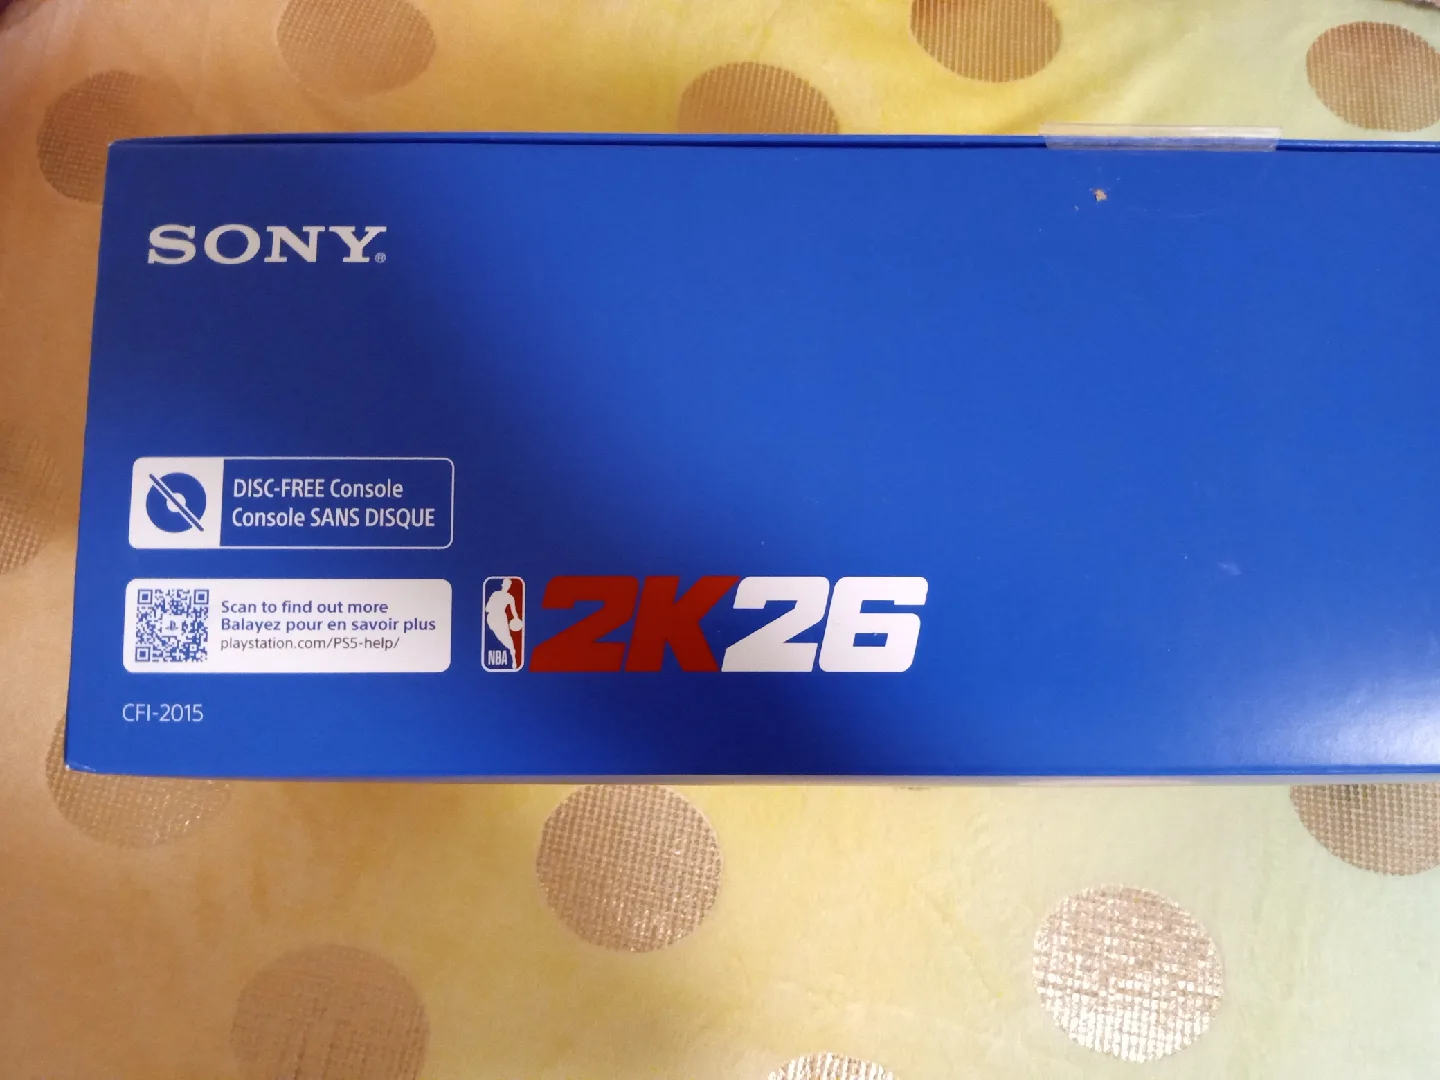 SONY®
DISC-FREE Console
Console SANS DISQUE
Scan to find out more
Balayez pour en savoir plus
playstation.com/PS5-help/
NBA 2K26
CFI-2015